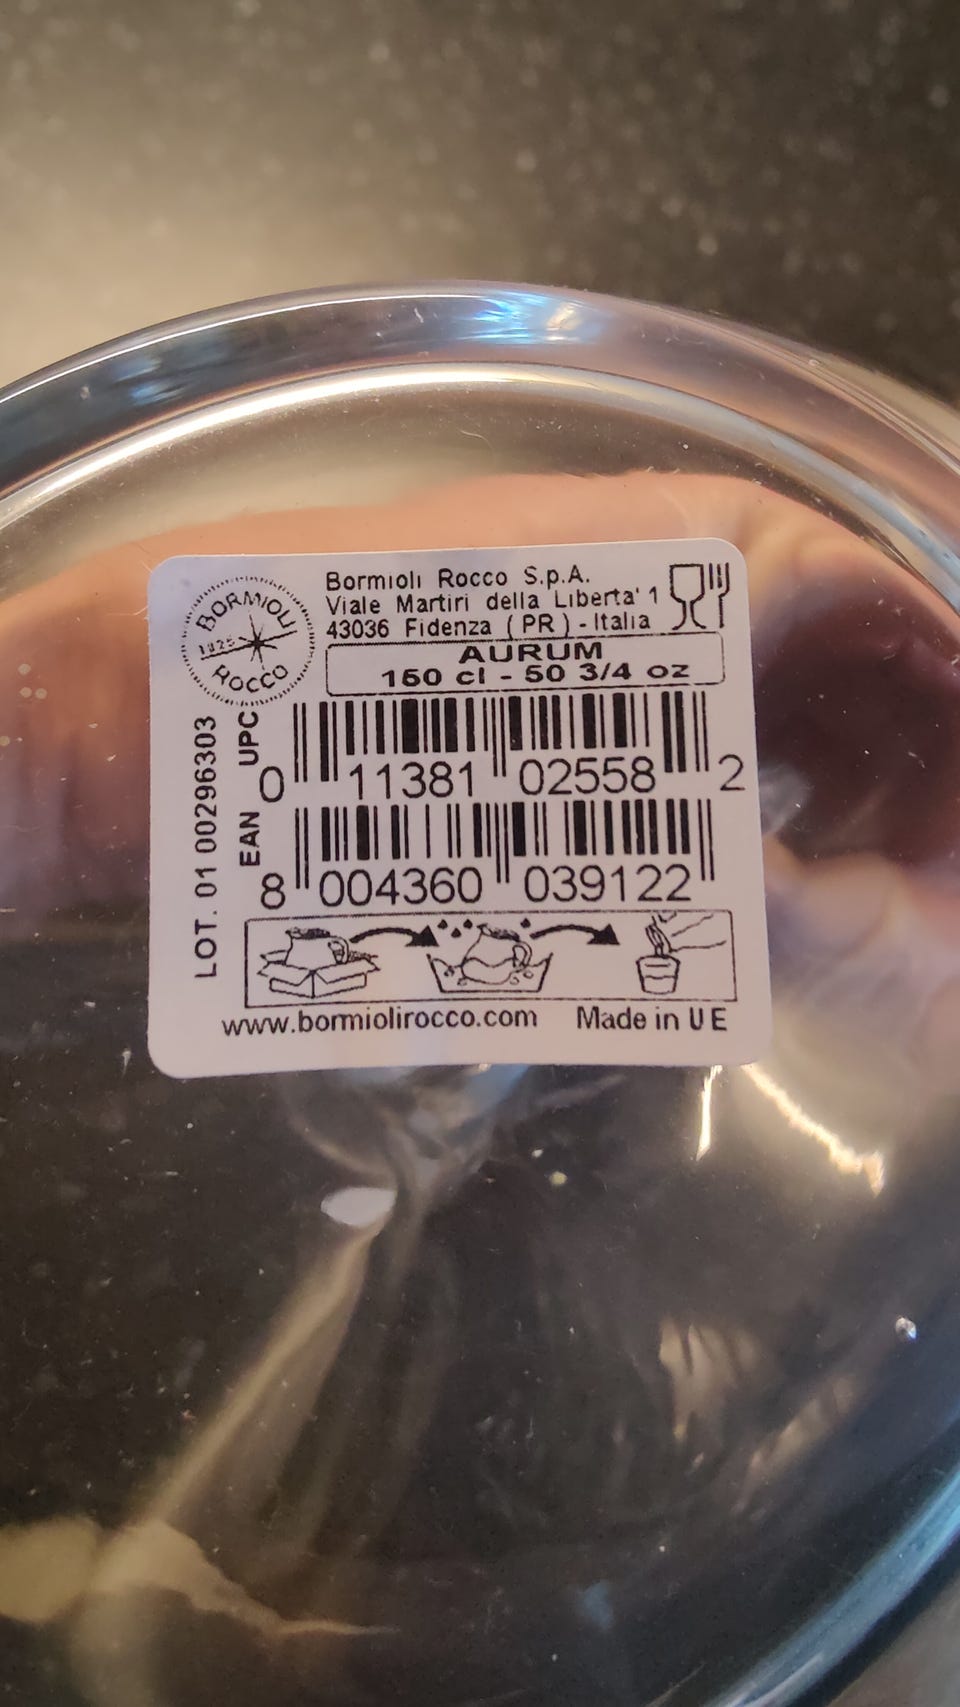 BORMIOLI
1825
ROCCO
Bormioli Rocco S.p.A.
Viale Martiri della Liberta' 1
43036 Fidenza ( PR ) - Italia
AURUM
150 cl - 50 3/4 oz
LOT. 01 00296303
UPC
0 11381 02558 2
EAN
8 004360 039122
www.bormiolirocco.com Made in U E